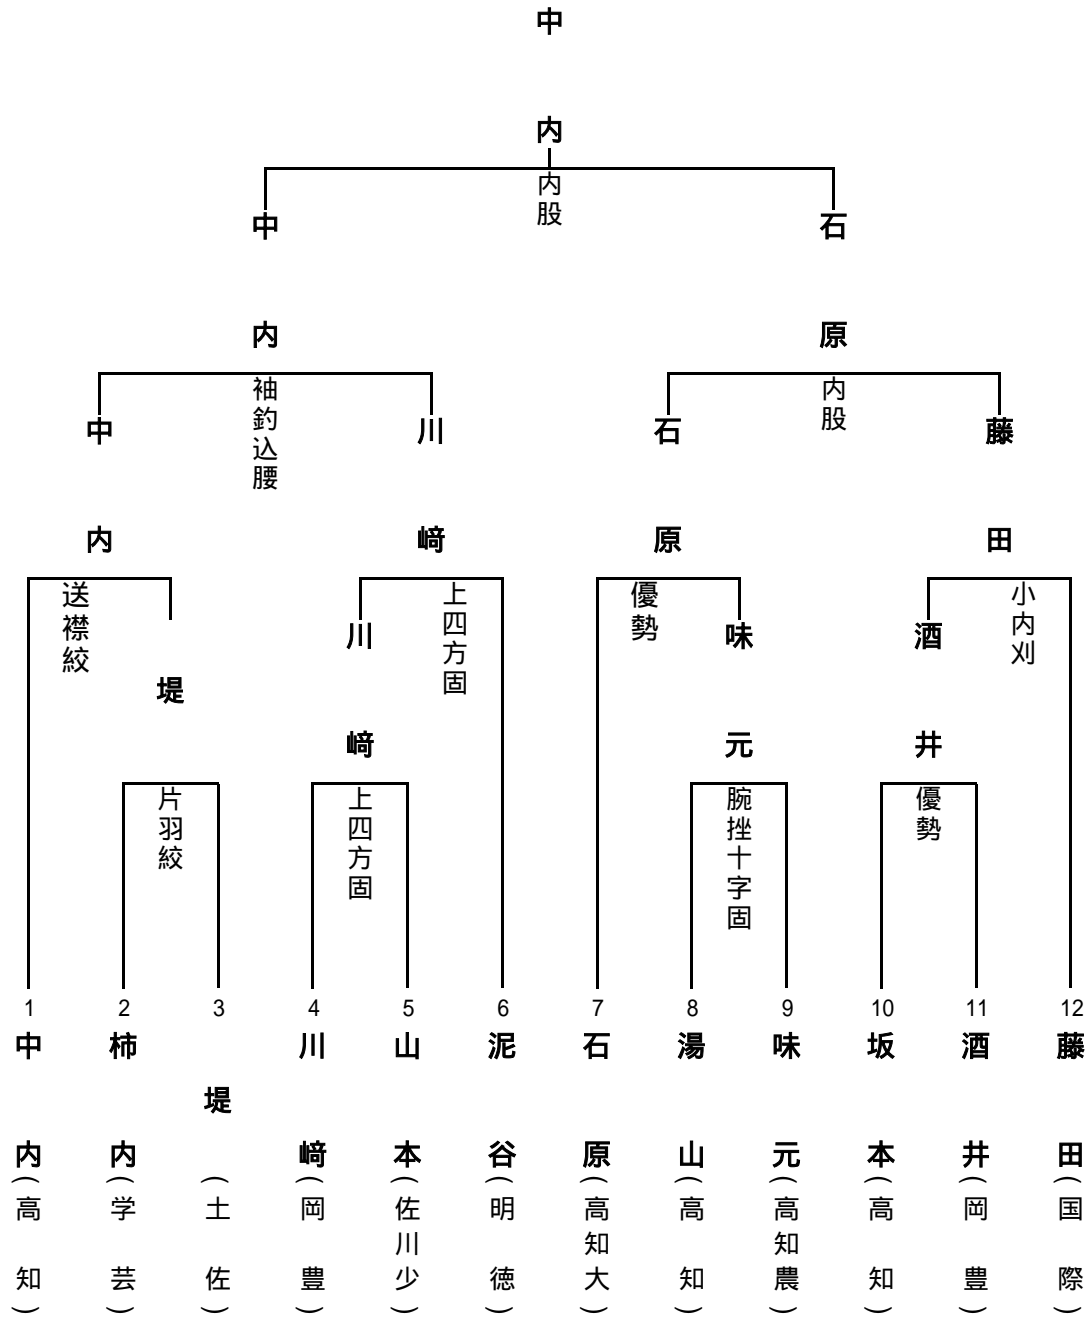 中内
内股
中内
石原
袖釣込腰
内股
中内
川﨑
石原
藤田
送襟絞
上四方固
優勢
小内刈
堤
川﨑
味元
酒井
片羽絞
上四方固
腕挫十字固
優勢
1 2 3 4 5 6 7 8 9 10 11 12
中内(高知)
柿内(学芸)
堤(土佐)
川﨑(岡豊)
山本(佐川少)
泥谷(明徳)
石原(高知大)
湯山(高知)
味元(高知農)
坂本(高知)
酒井(岡豊)
藤田(国際)